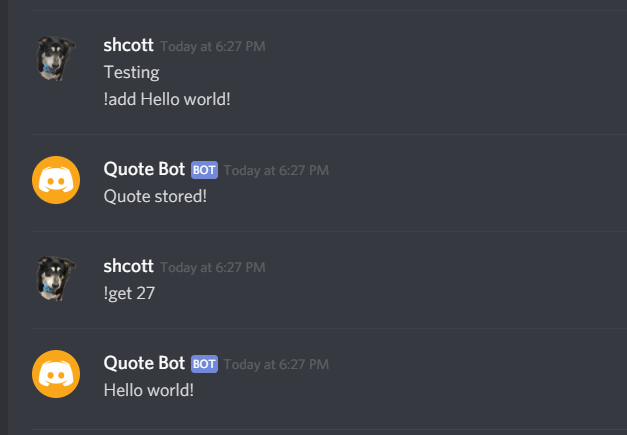 shcott Today at 6:27 PM
Testing
!add Hello world!
Quote Bot BOT Today at 6:27 PM
Quote stored!
shcott Today at 6:27 PM
!get 27
Quote Bot BOT Today at 6:27 PM
Hello world!